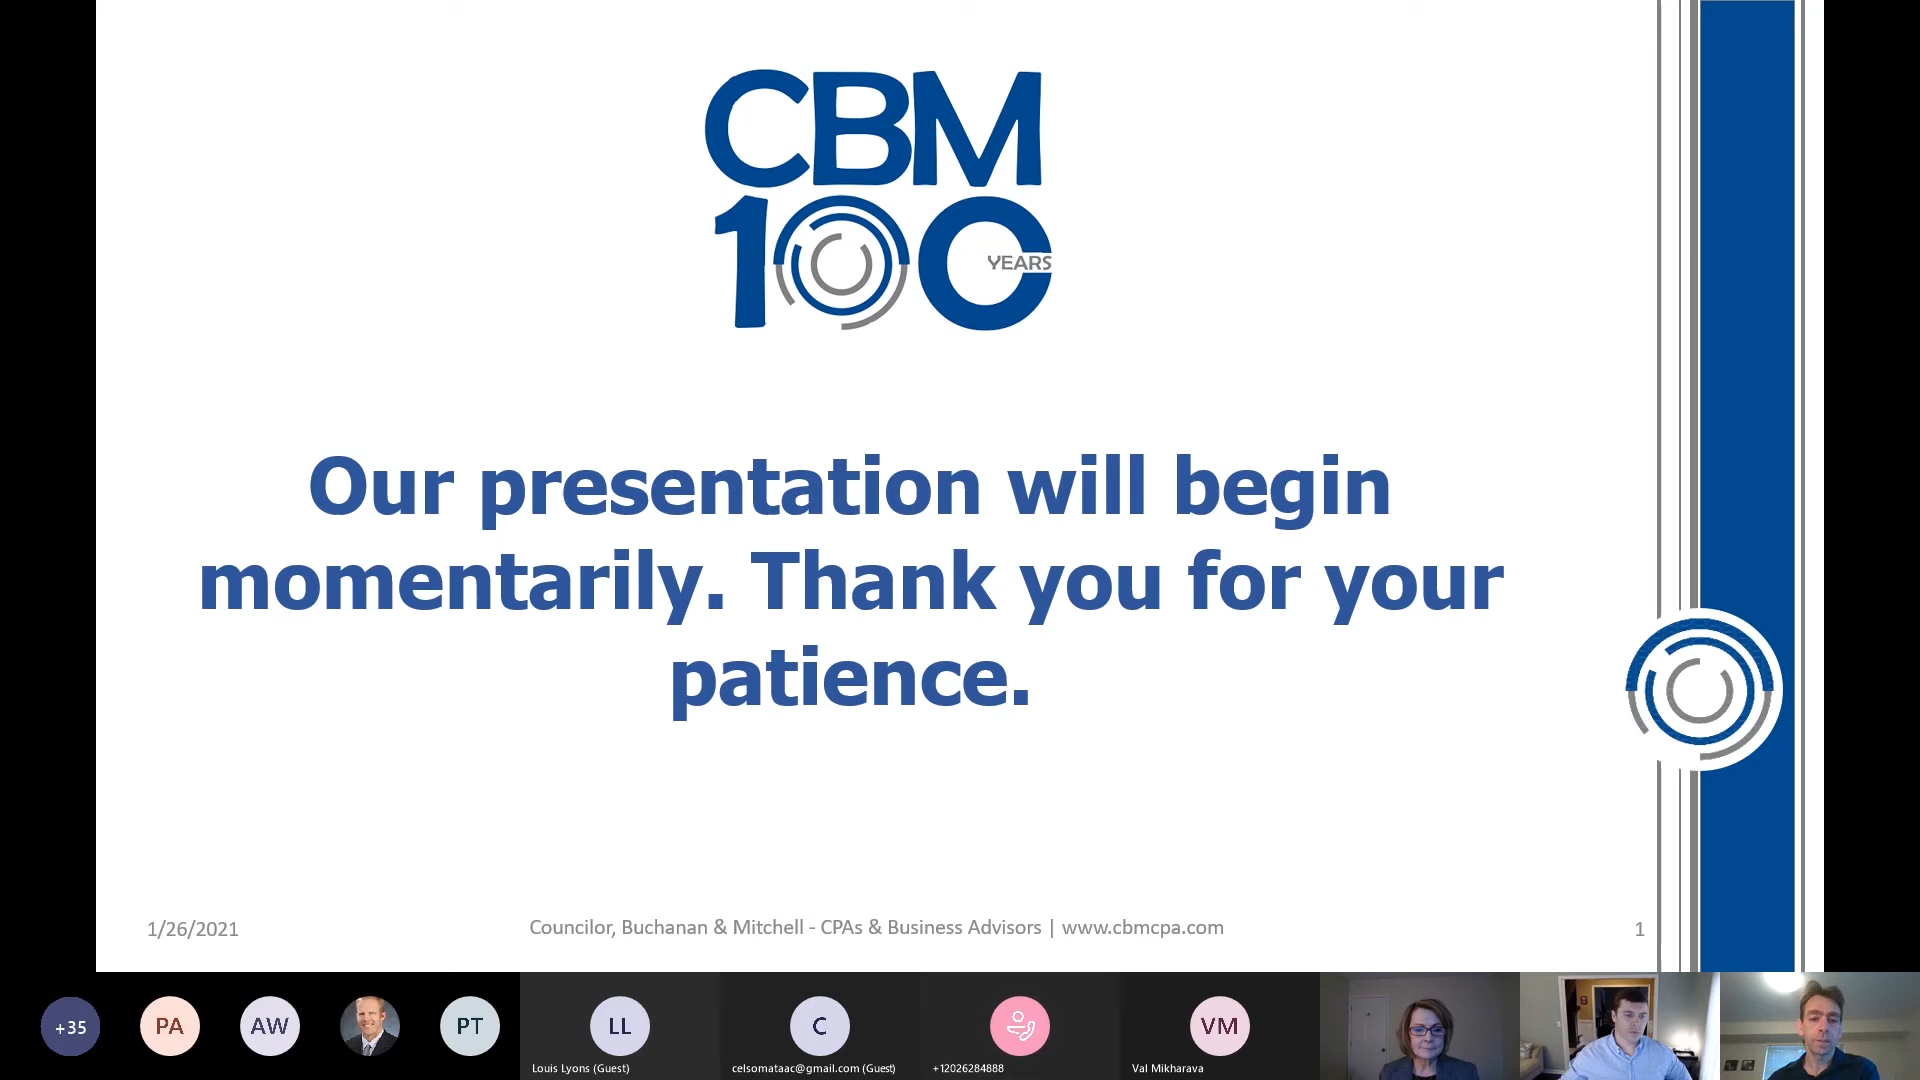 CBM
100
YEARS
Our presentation will begin
momentarily. Thank you for your
patience.
1/26/2021
Councilor, Buchanan & Mitchell - CPAs & Business Advisors | www.cbmcpa.com
1
+35
PA
AW
PT
LL
C
VM
Louis Lyons (Guest)
celsomataac@gmail.com (Guest)
+12026284888
Val Mikharava